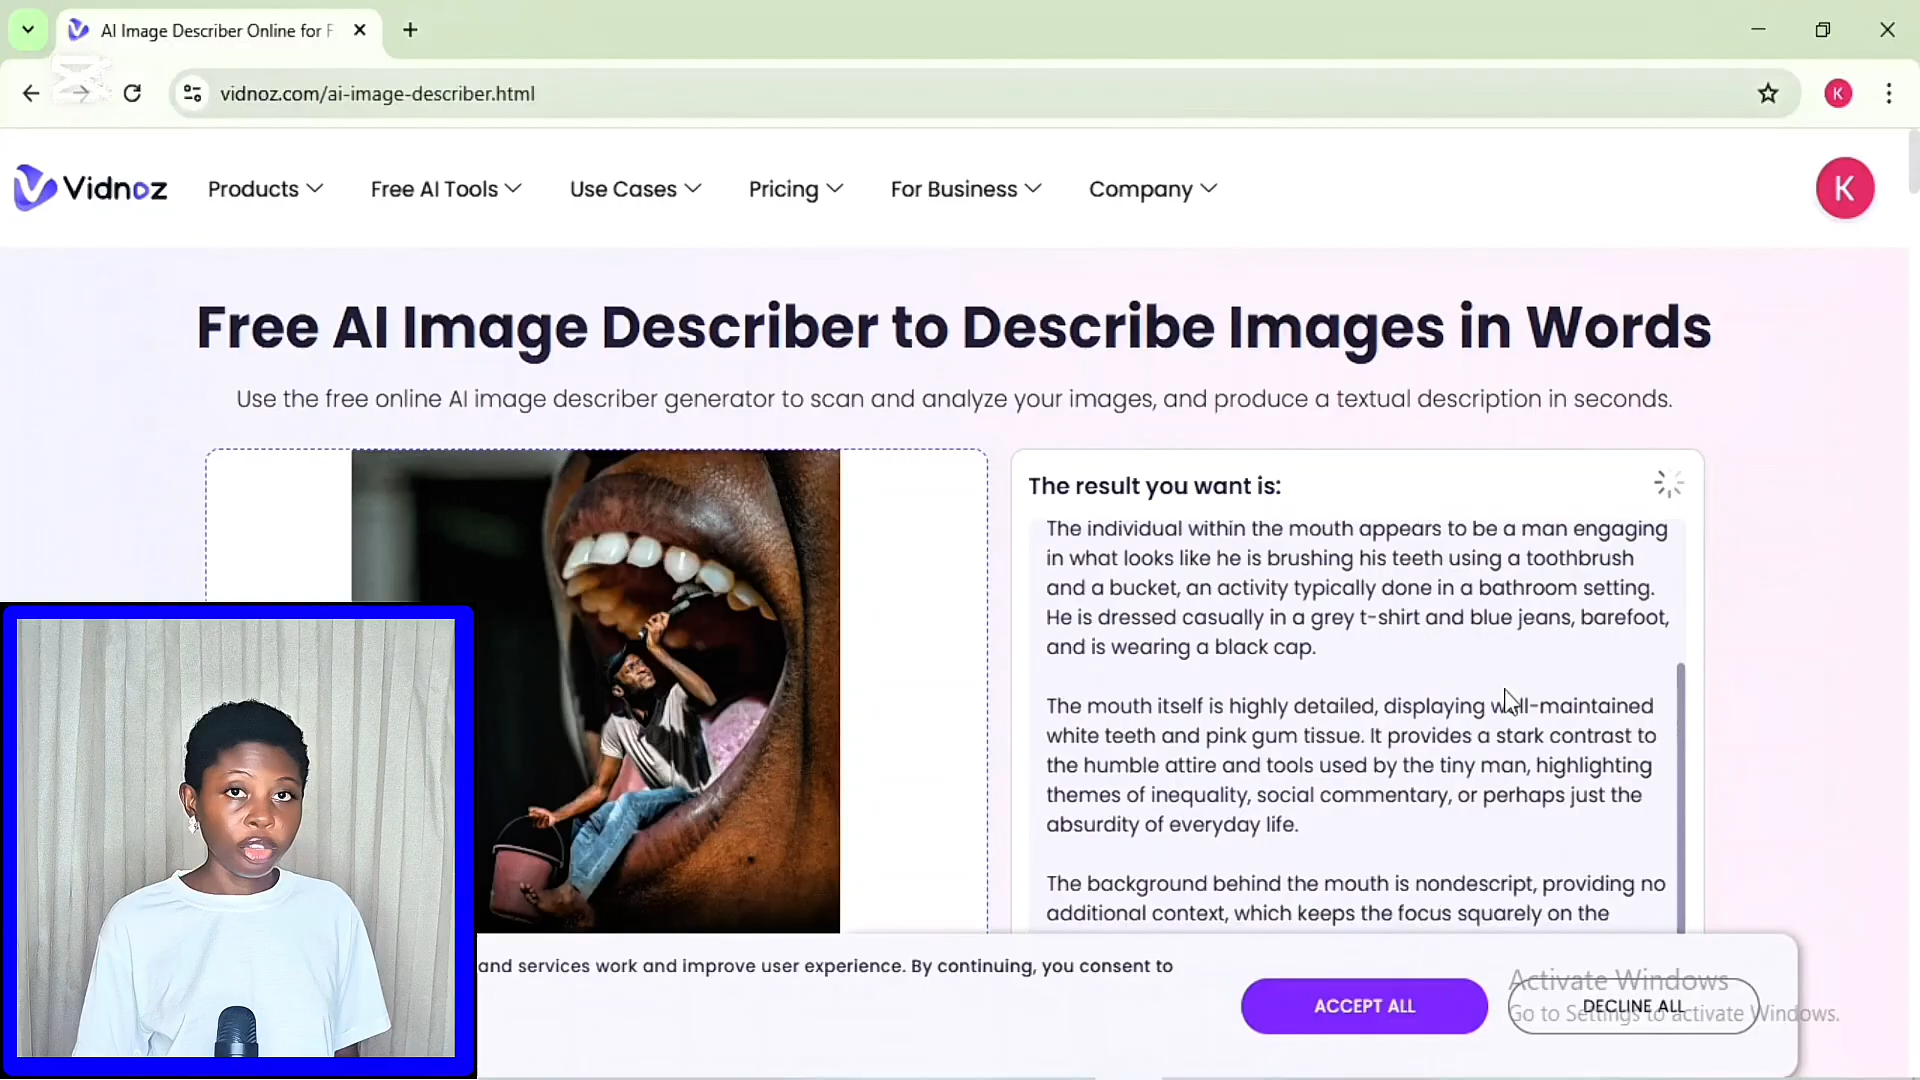 AI Image Describer Online for F
vidnoz.com/ai-image-describer.html
K
Vidnoz
Products
Free AI Tools
Use Cases
Pricing
For Business
Company
K
Free AI Image Describer to Describe Images in Words
Use the free online AI image describer generator to scan and analyze your images, and produce a textual description in seconds.
The result you want is:
The individual within the mouth appears to be a man engaging
in what looks like he is brushing his teeth using a toothbrush
and a bucket, an activity typically done in a bathroom setting.
He is dressed casually in a grey t-shirt and blue jeans, barefoot,
and is wearing a black cap.
The mouth itself is highly detailed, displaying well-maintained
white teeth and pink gum tissue. It provides a stark contrast to
the humble attire and tools used by the tiny man, highlighting
themes of inequality, social commentary, or perhaps just the
absurdity of everyday life.
The background behind the mouth is nondescript, providing no
additional context, which keeps the focus squarely on the
and services work and improve user experience. By continuing, you consent to
ACCEPT ALL
DECLINE ALL
Activate Windows
Go to Settings to activate Windows.